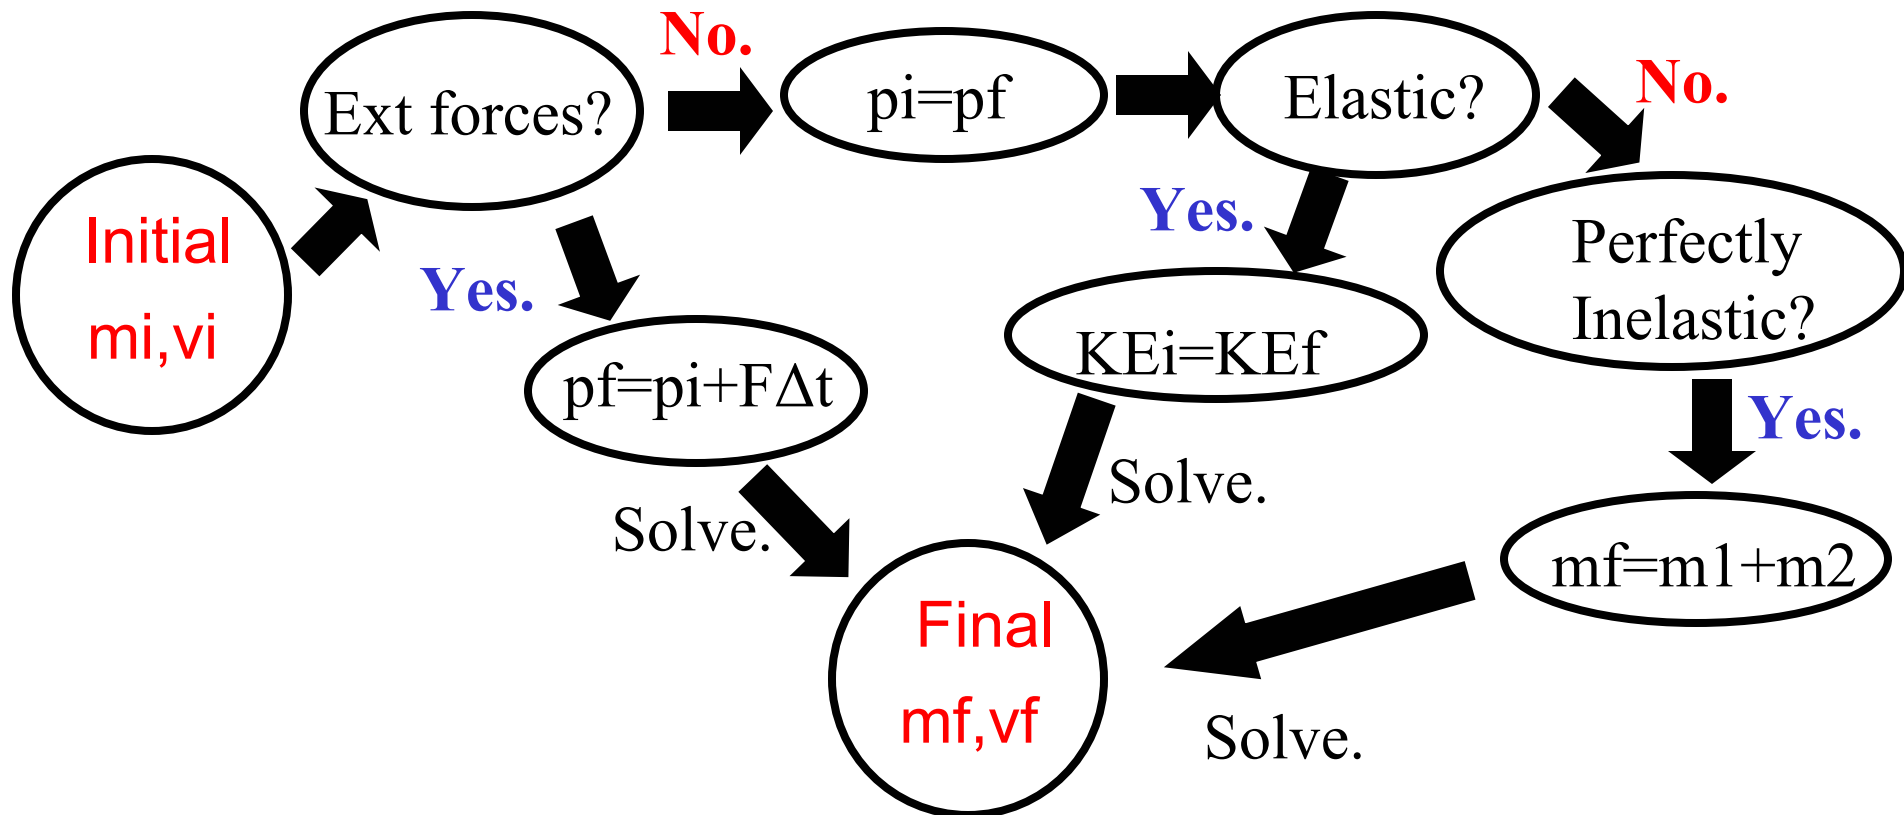 Initial
mi,vi
Ext forces?
No.
pi=pf
Elastic?
No.
Yes.
pf=pi+FΔt
Solve.
Yes.
KEi=KEf
Solve.
Perfectly
Inelastic?
Yes.
mf=m1+m2
Solve.
Final
mf,vf